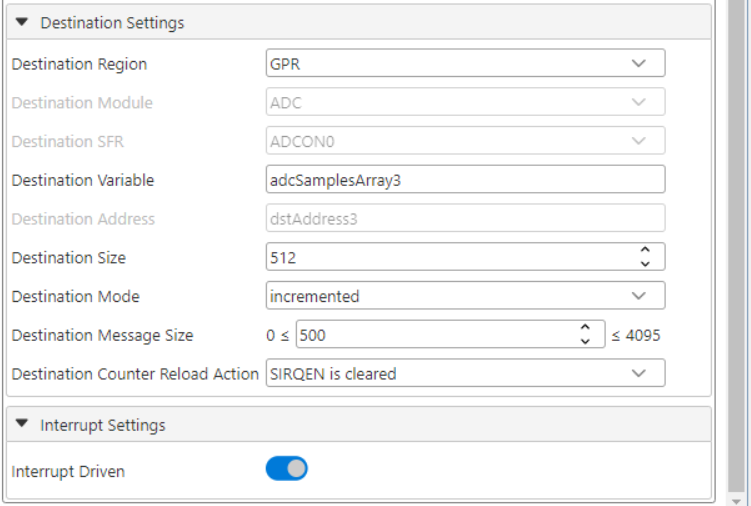 Destination Settings
Destination Region GPR
Destination Module ADC
Destination SFR ADCON0
Destination Variable adcSamplesArray3
Destination Address dstAddress3
Destination Size 512
Destination Mode incremented
Destination Message Size 0 ≤ 500 ≤ 4095
Destination Counter Reload Action SIRQEN is cleared
Interrupt Settings
Interrupt Driven